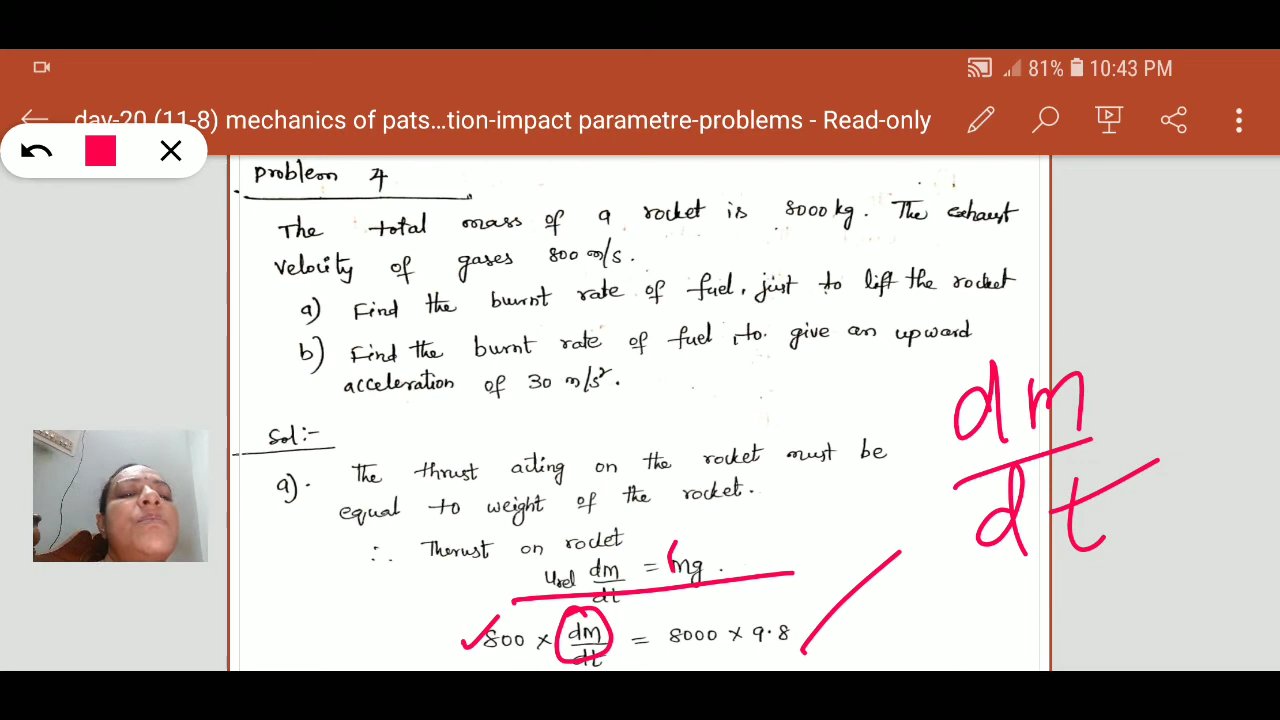 81% 10:43 PM
day-20 (11-8) mechanics of pats...tion-impact parametre-problems - Read-only
Problem 4
The total mass of a rocket is 8000 kg. The exhaust
velocity of gases 800 m/s.
a) Find the burnt rate of fuel, just to lift the rocket
b) Find the burnt rate of fuel, to give an upward
acceleration of 30 m/s².
Sol:-
a). The thrust acting on the rocket must be
equal to weight of the rocket.
∴ Thrust on rocket
urel dm/dt = mg.
800 × dm/dt = 8000 × 9.8
dm/dt